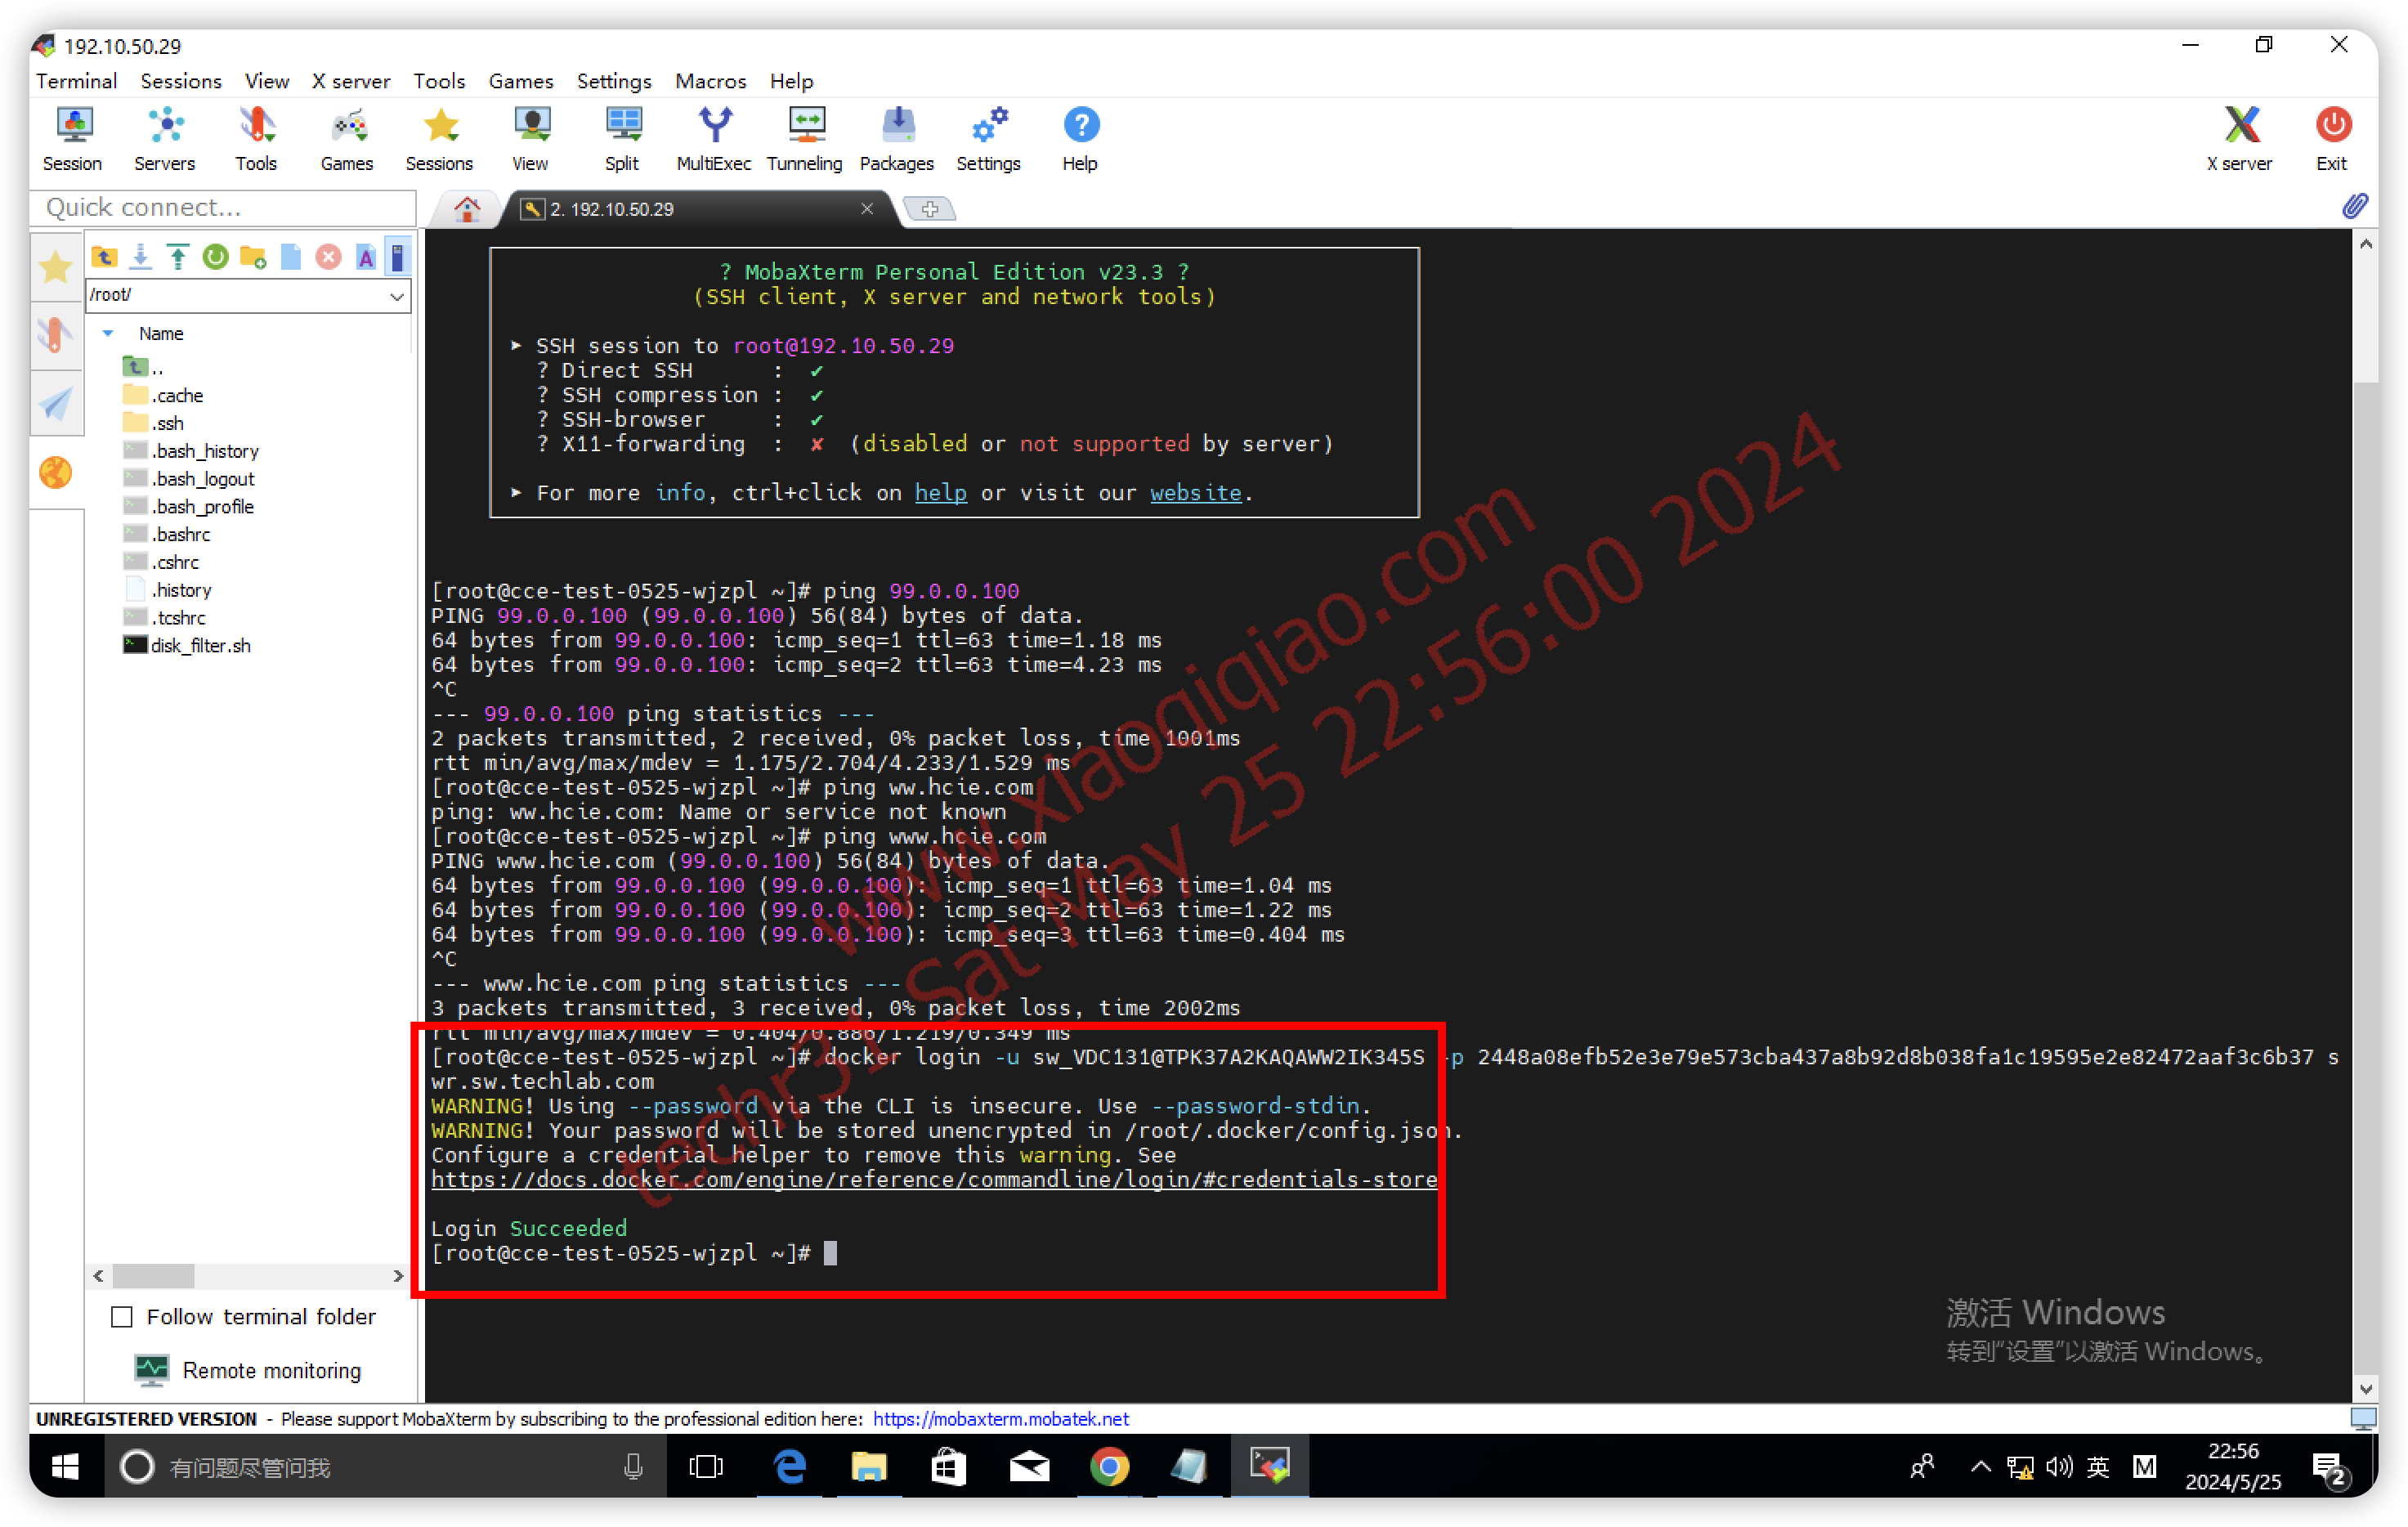 192.10.50.29
Terminal Sessions View X server Tools Games Settings Macros Help
Session Servers Tools Games Sessions View Split MultiExec Tunneling Packages Settings Help X server Exit
Quick connect...
2. 192.10.50.29
/root/
Name
..
.cache
.ssh
.bash_history
.bash_logout
.bash_profile
.bashrc
.cshrc
.history
.tcshrc
disk_filter.sh
Follow terminal folder
Remote monitoring
? MobaXterm Personal Edition v23.3 ?
(SSH client, X server and network tools)
➤ SSH session to root@192.10.50.29
? Direct SSH : ✔
? SSH compression : ✔
? SSH-browser : ✔
? X11-forwarding : ✘ (disabled or not supported by server)
➤ For more info, ctrl+click on help or visit our website.
[root@cce-test-0525-wjzpl ~]# ping 99.0.0.100
PING 99.0.0.100 (99.0.0.100) 56(84) bytes of data.
64 bytes from 99.0.0.100: icmp_seq=1 ttl=63 time=1.18 ms
64 bytes from 99.0.0.100: icmp_seq=2 ttl=63 time=4.23 ms
^C
--- 99.0.0.100 ping statistics ---
2 packets transmitted, 2 received, 0% packet loss, time 1001ms
rtt min/avg/max/mdev = 1.175/2.704/4.233/1.529 ms
[root@cce-test-0525-wjzpl ~]# ping ww.hcie.com
ping: ww.hcie.com: Name or service not known
[root@cce-test-0525-wjzpl ~]# ping www.hcie.com
PING www.hcie.com (99.0.0.100) 56(84) bytes of data.
64 bytes from 99.0.0.100 (99.0.0.100): icmp_seq=1 ttl=63 time=1.04 ms
64 bytes from 99.0.0.100 (99.0.0.100): icmp_seq=2 ttl=63 time=1.22 ms
64 bytes from 99.0.0.100 (99.0.0.100): icmp_seq=3 ttl=63 time=0.404 ms
^C
--- www.hcie.com ping statistics ---
3 packets transmitted, 3 received, 0% packet loss, time 2002ms
rtt min/avg/max/mdev = 0.404/0.886/1.219/0.349 ms
[root@cce-test-0525-wjzpl ~]# docker login -u sw_VDC131@TPK37A2KAQAWW2IK345S -p 2448a08efb52e3e79e573cba437a8b92d8b038fa1c19595e2e82472aaf3c6b37 s
wr.sw.techlab.com
WARNING! Using --password via the CLI is insecure. Use --password-stdin.
WARNING! Your password will be stored unencrypted in /root/.docker/config.json.
Configure a credential helper to remove this warning. See
https://docs.docker.com/engine/reference/commandline/login/#credentials-store
Login Succeeded
[root@cce-test-0525-wjzpl ~]#
www.xiaoqiqiao.com
Sat May 25 22:56:00 2024
激活 Windows
转到“设置”以激活 Windows。
UNREGISTERED VERSION - Please support MobaXterm by subscribing to the professional edition here: https://mobaxterm.mobatek.net
有问题尽管问我
英 M
22:56
2024/5/25
2